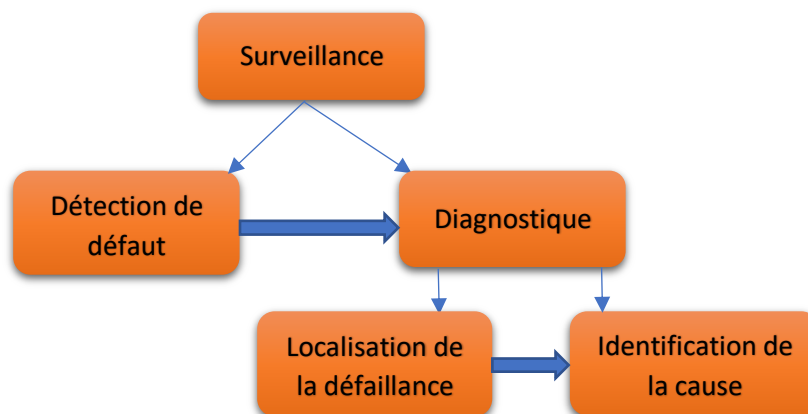 Surveillance
Détection de
défaut
Diagnostique
Localisation de
la défaillance
Identification de
la cause